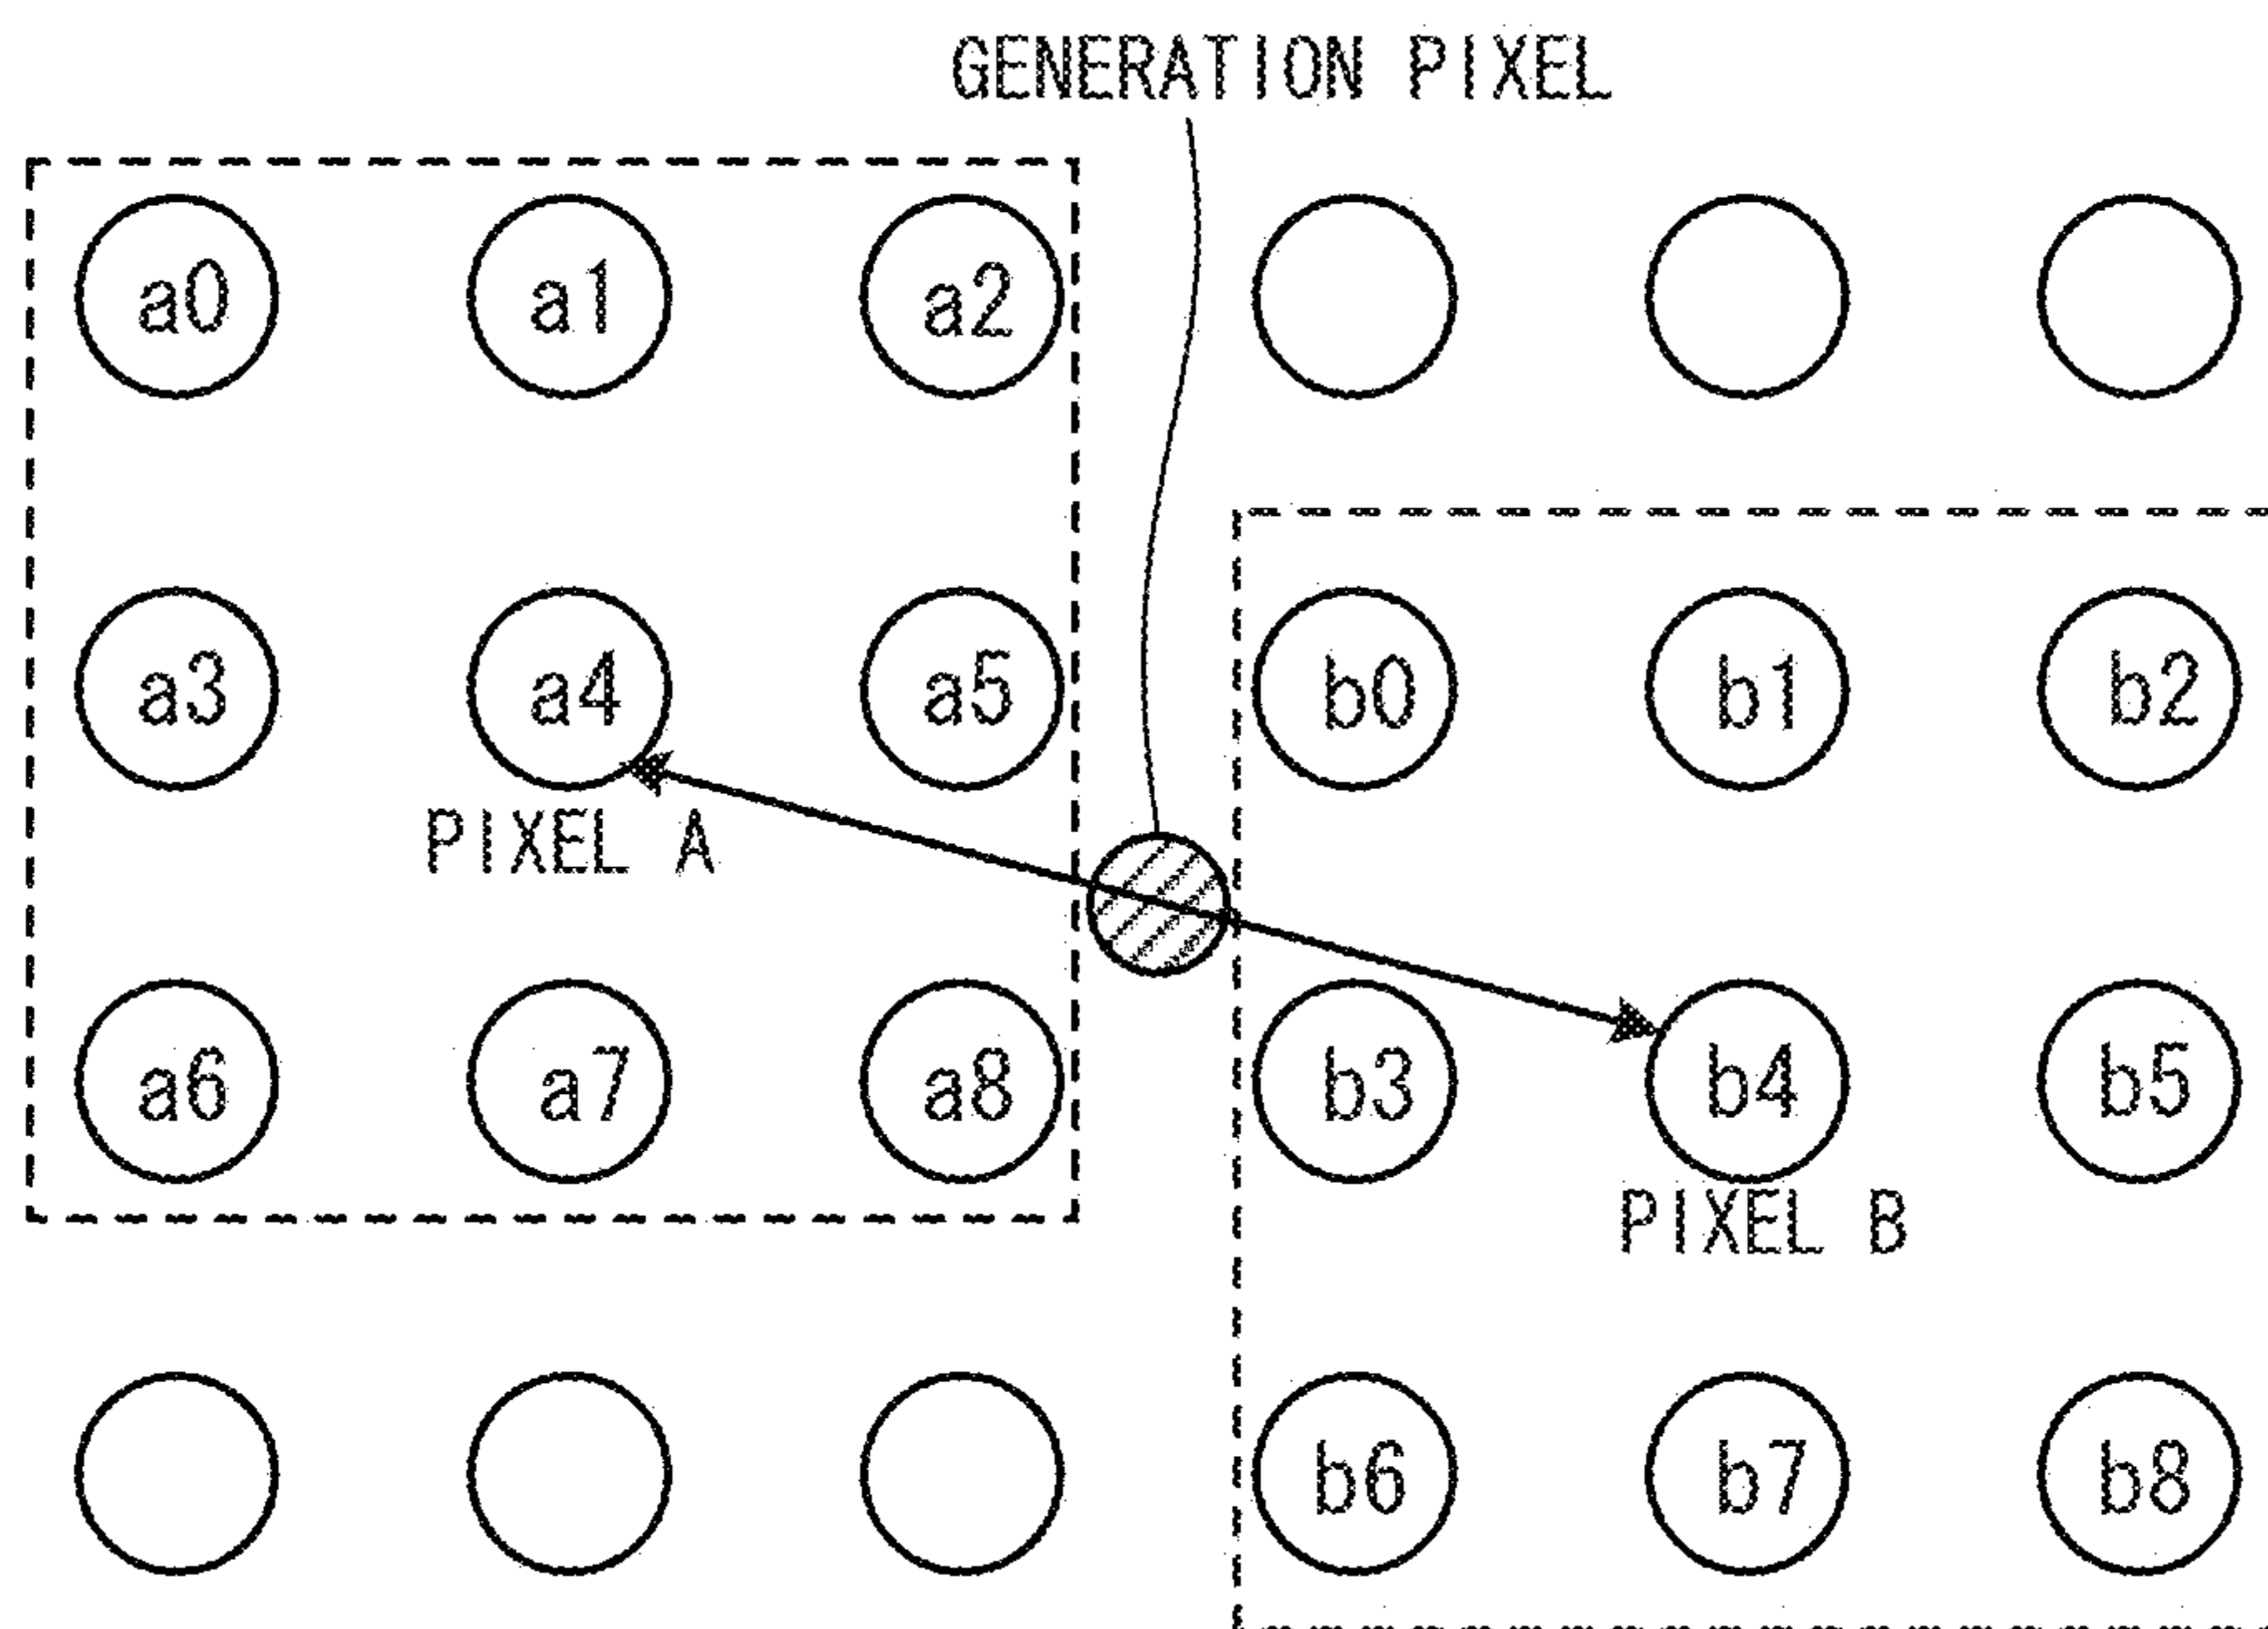 GENERATION PIXEL
a0 a1 a2
a3 a4 a5 b0 b1 b2
PIXEL A
a6 a7 a8 b3 b4 b5
PIXEL B
b6 b7 b8